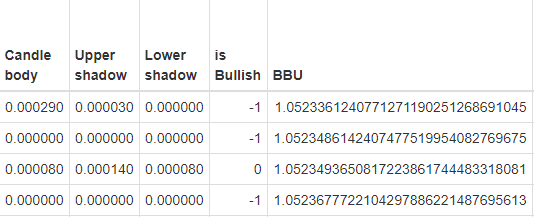 Candle body Upper shadow Lower shadow is Bullish BBU
0.000290 0.000030 0.000000 -1 1.0523361240771271190251268691045
0.000000 0.000000 0.000000 -1 1.0523486142407477519954082769675
0.000080 0.000140 0.000080 0 1.0523493650817223861744483318081
0.000000 0.000000 0.000000 -1 1.0523677722104297886221487695613